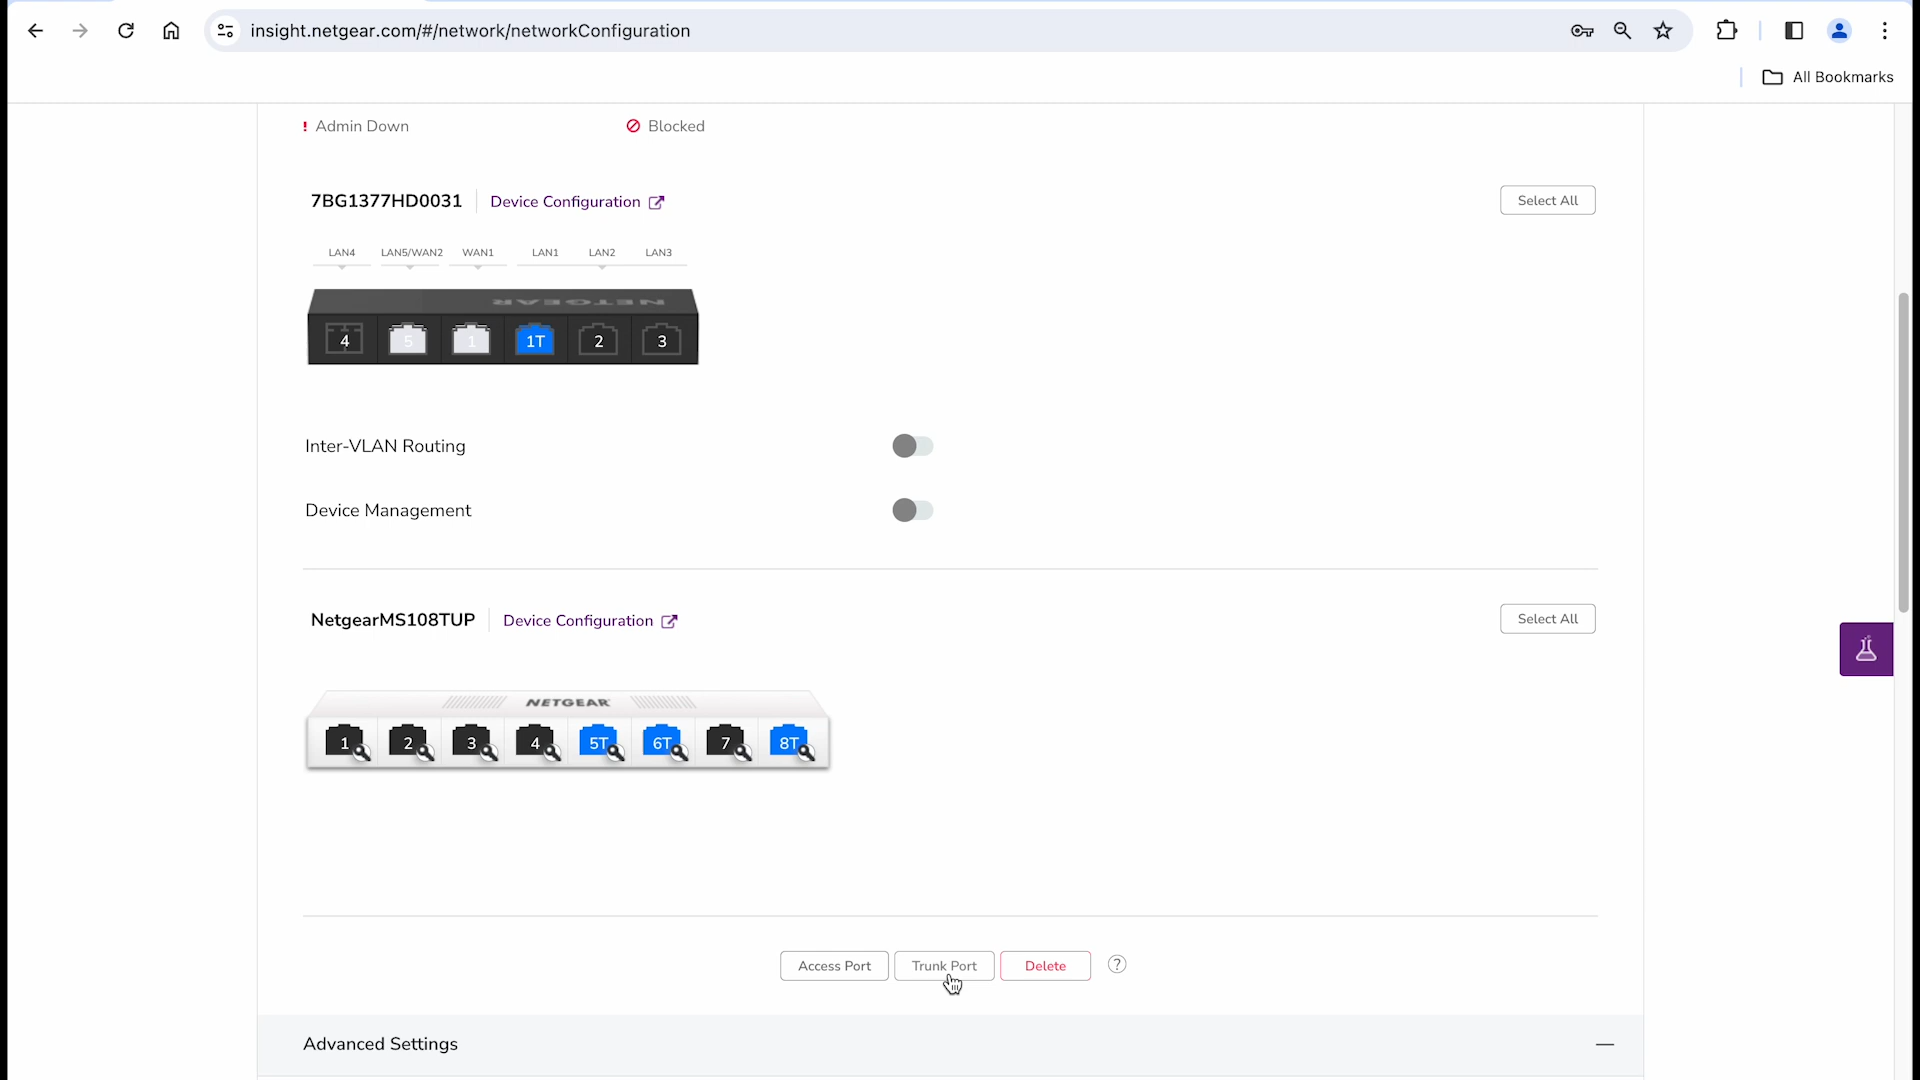 insight.netgear.com/#/network/networkConfiguration
All Bookmarks
! Admin Down
Blocked
7BG1377HD0031
Device Configuration
Select All
LAN4 LAN5/WAN2 WAN1 LAN1 LAN2 LAN3
NETGEAR
4 5 1 1T 2 3
Inter-VLAN Routing
Device Management
NetgearMS108TUP
Device Configuration
Select All
NETGEAR
1 2 3 4 5T 6T 7 8T
Access Port
Trunk Port
Delete
?
Advanced Settings